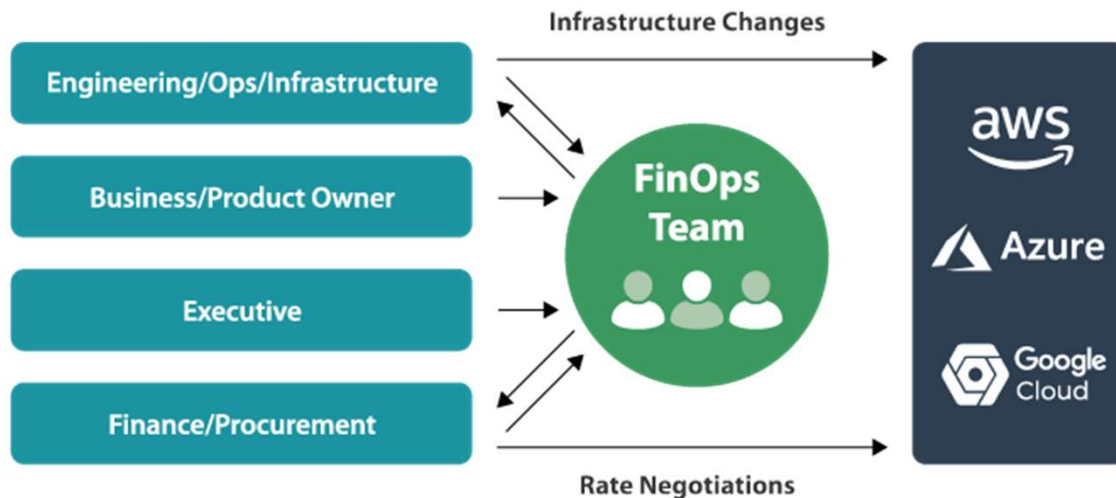 Infrastructure Changes
Engineering/Ops/Infrastructure
Business/Product Owner
Executive
Finance/Procurement
FinOps
Team
aws
Azure
Google
Cloud
Rate Negotiations